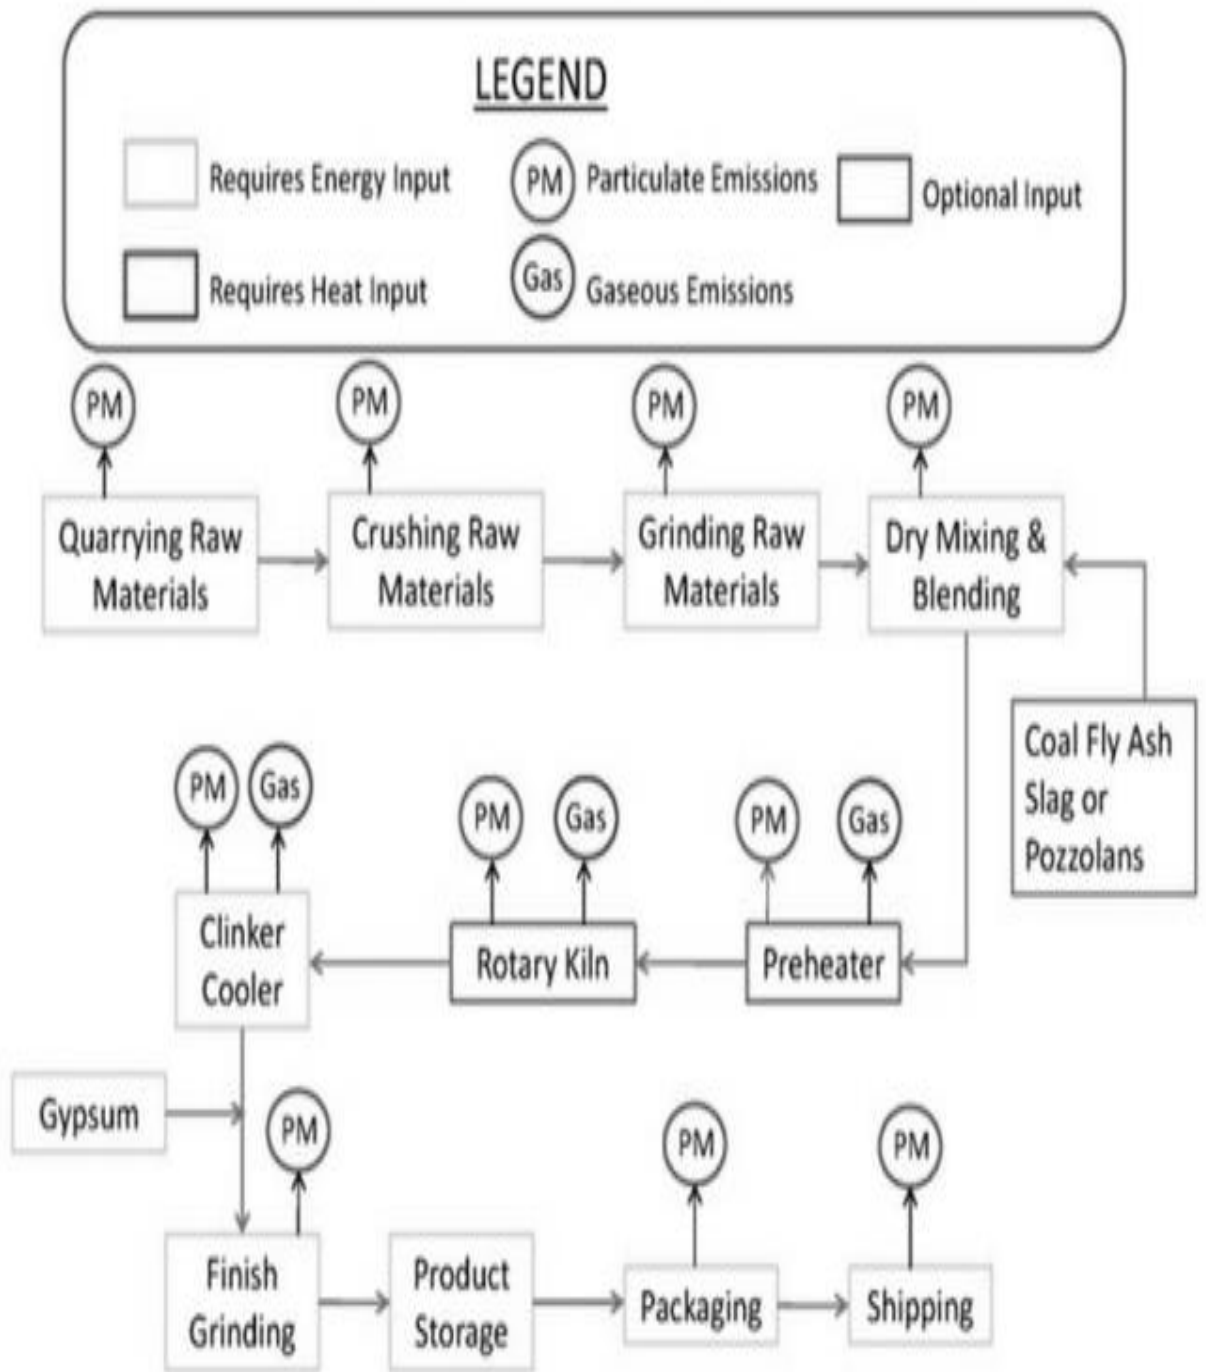 LEGEND
Requires Energy Input
PM
Particulate Emissions
Optional Input
Requires Heat Input
Gas
Gaseous Emissions
PM
PM
PM
PM
Quarrying Raw
Materials
Crushing Raw
Materials
Grinding Raw
Materials
Dry Mixing &
Blending
Coal Fly Ash
Slag or
Pozzolans
PM
Gas
PM
Gas
PM
Gas
Clinker
Cooler
Rotary Kiln
Preheater
Gypsum
PM
PM
PM
Finish
Grinding
Product
Storage
Packaging
Shipping